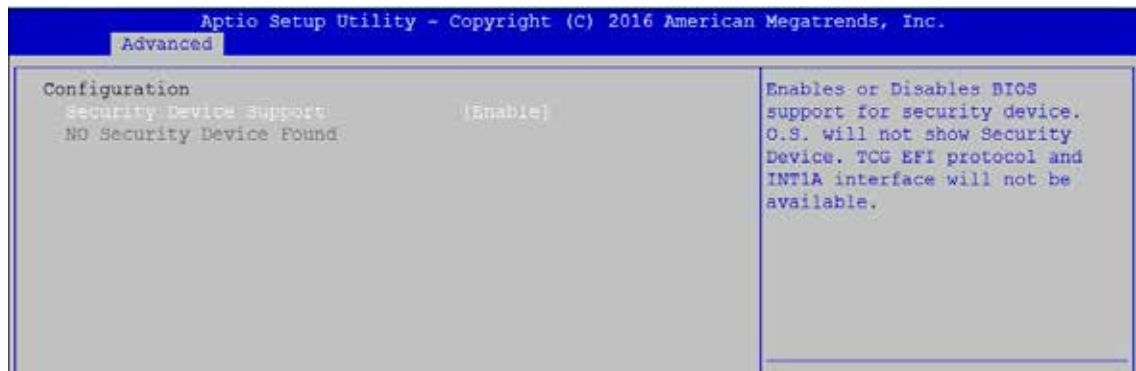 Aptio Setup Utility - Copyright (C) 2016 American Megatrends, Inc.
Advanced
Configuration
Security Device Support [Enable]
NO Security Device Found
Enables or Disables BIOS
support for security device.
O.S. will not show Security
Device. TCG EFI protocol and
INT1A interface will not be
available.